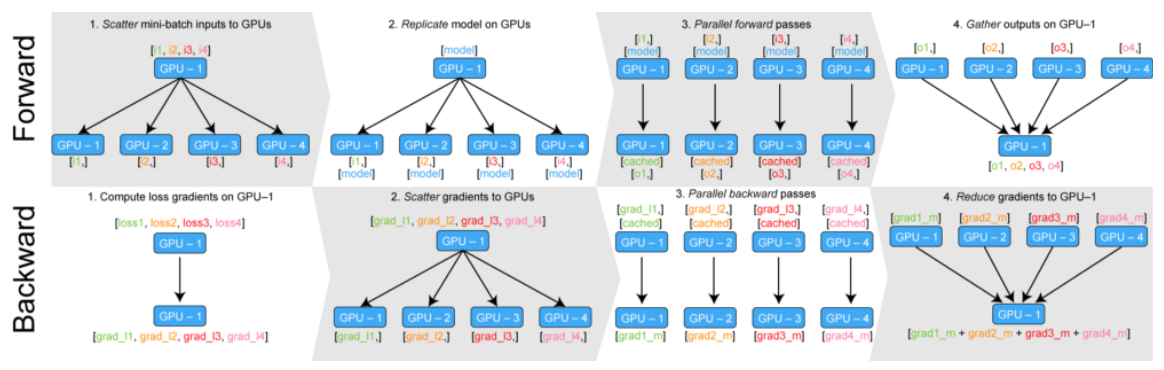 Forward
1. Scatter mini-batch inputs to GPUs
[i1, i2, i3, i4]
GPU – 1
GPU – 1 GPU – 2 GPU – 3 GPU – 4
[i1,] [i2,] [i3,] [i4,]
2. Replicate model on GPUs
[model]
GPU – 1
GPU – 1 GPU – 2 GPU – 3 GPU – 4
[i1,] [i2,] [i3,] [i4,]
[model] [model] [model] [model]
3. Parallel forward passes
[i1,] [i2,] [i3,] [i4,]
[model] [model] [model] [model]
GPU – 1 GPU – 2 GPU – 3 GPU – 4
GPU – 1 GPU – 2 GPU – 3 GPU – 4
[cached] [cached] [cached] [cached]
[o1,] [o2,] [o3,] [o4,]
4. Gather outputs on GPU–1
[o1,] [o2,] [o3,] [o4,]
GPU – 1 GPU – 2 GPU – 3 GPU – 4
GPU – 1
[o1, o2, o3, o4]
Backward
1. Compute loss gradients on GPU–1
[loss1, loss2, loss3, loss4]
GPU – 1
GPU – 1
[grad_l1, grad_l2, grad_l3, grad_l4]
2. Scatter gradients to GPUs
[grad_l1, grad_l2, grad_l3, grad_l4]
GPU – 1
GPU – 1 GPU – 2 GPU – 3 GPU – 4
[grad_l1,] [grad_l2,] [grad_l3,] [grad_l4,]
3. Parallel backward passes
[grad_l1,] [grad_l2,] [grad_l3,] [grad_l4,]
[cached] [cached] [cached] [cached]
GPU – 1 GPU – 2 GPU – 3 GPU – 4
GPU – 1 GPU – 2 GPU – 3 GPU – 4
[grad1_m] [grad2_m] [grad3_m] [grad4_m]
4. Reduce gradients to GPU–1
[grad1_m] [grad2_m] [grad3_m] [grad4_m]
GPU – 1 GPU – 2 GPU – 3 GPU – 4
GPU – 1
[grad1_m + grad2_m + grad3_m + grad4_m]